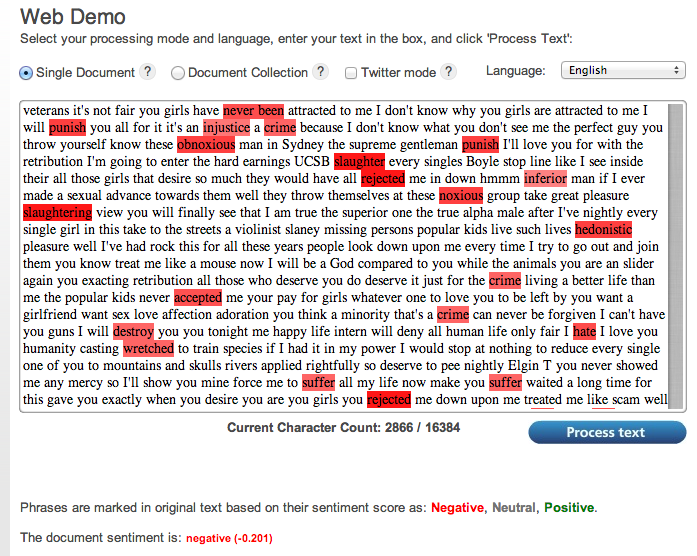 Web Demo
Select your processing mode and language, enter your text in the box, and click 'Process Text':
Single Document ? Document Collection ? Twitter mode ? Language: English
veterans it's not fair you girls have never been attracted to me I don't know why you girls are attracted to me I
will punish you all for it it's an injustice a crime because I don't know what you don't see me the perfect guy you
throw yourself know these obnoxious man in Sydney the supreme gentleman punish I'll love you for with the
retribution I'm going to enter the hard earnings UCSB slaughter every singles Boyle stop line like I see inside
their all those girls that desire so much they would have all rejected me in down hmmm inferior man if I ever
made a sexual advance towards them well they throw themselves at these noxious group take great pleasure
slaughtering view you will finally see that I am true the superior one the true alpha male after I've nightly every
single girl in this take to the streets a violinist slaney missing persons popular kids live such lives hedonistic
pleasure well I've had rock this for all these years people look down upon me every time I try to go out and join
them you know treat me like a mouse now I will be a God compared to you while the animals you are an slider
again you exacting retribution all those who deserve you do deserve it just for the crime living a better life than
me the popular kids never accepted me your pay for girls whatever one to love you to be left by you want a
girlfriend want sex love affection adoration you think a minority that's a crime can never be forgiven I can't have
you guns I will destroy you you tonight me happy life intern will deny all human life only fair I hate I love you
humanity casting wretched to train species if I had it in my power I would stop at nothing to reduce every single
one of you to mountains and skulls rivers applied rightfully so deserve to pee nightly Elgin T you never showed
me any mercy so I'll show you mine force me to suffer all my life now make you suffer waited a long time for
this gave you exactly when you desire you are you girls you rejected me down upon me treated me like scam well
Current Character Count: 2866 / 16384
Process text
Phrases are marked in original text based on their sentiment score as: Negative, Neutral, Positive.
The document sentiment is: negative (-0.201)